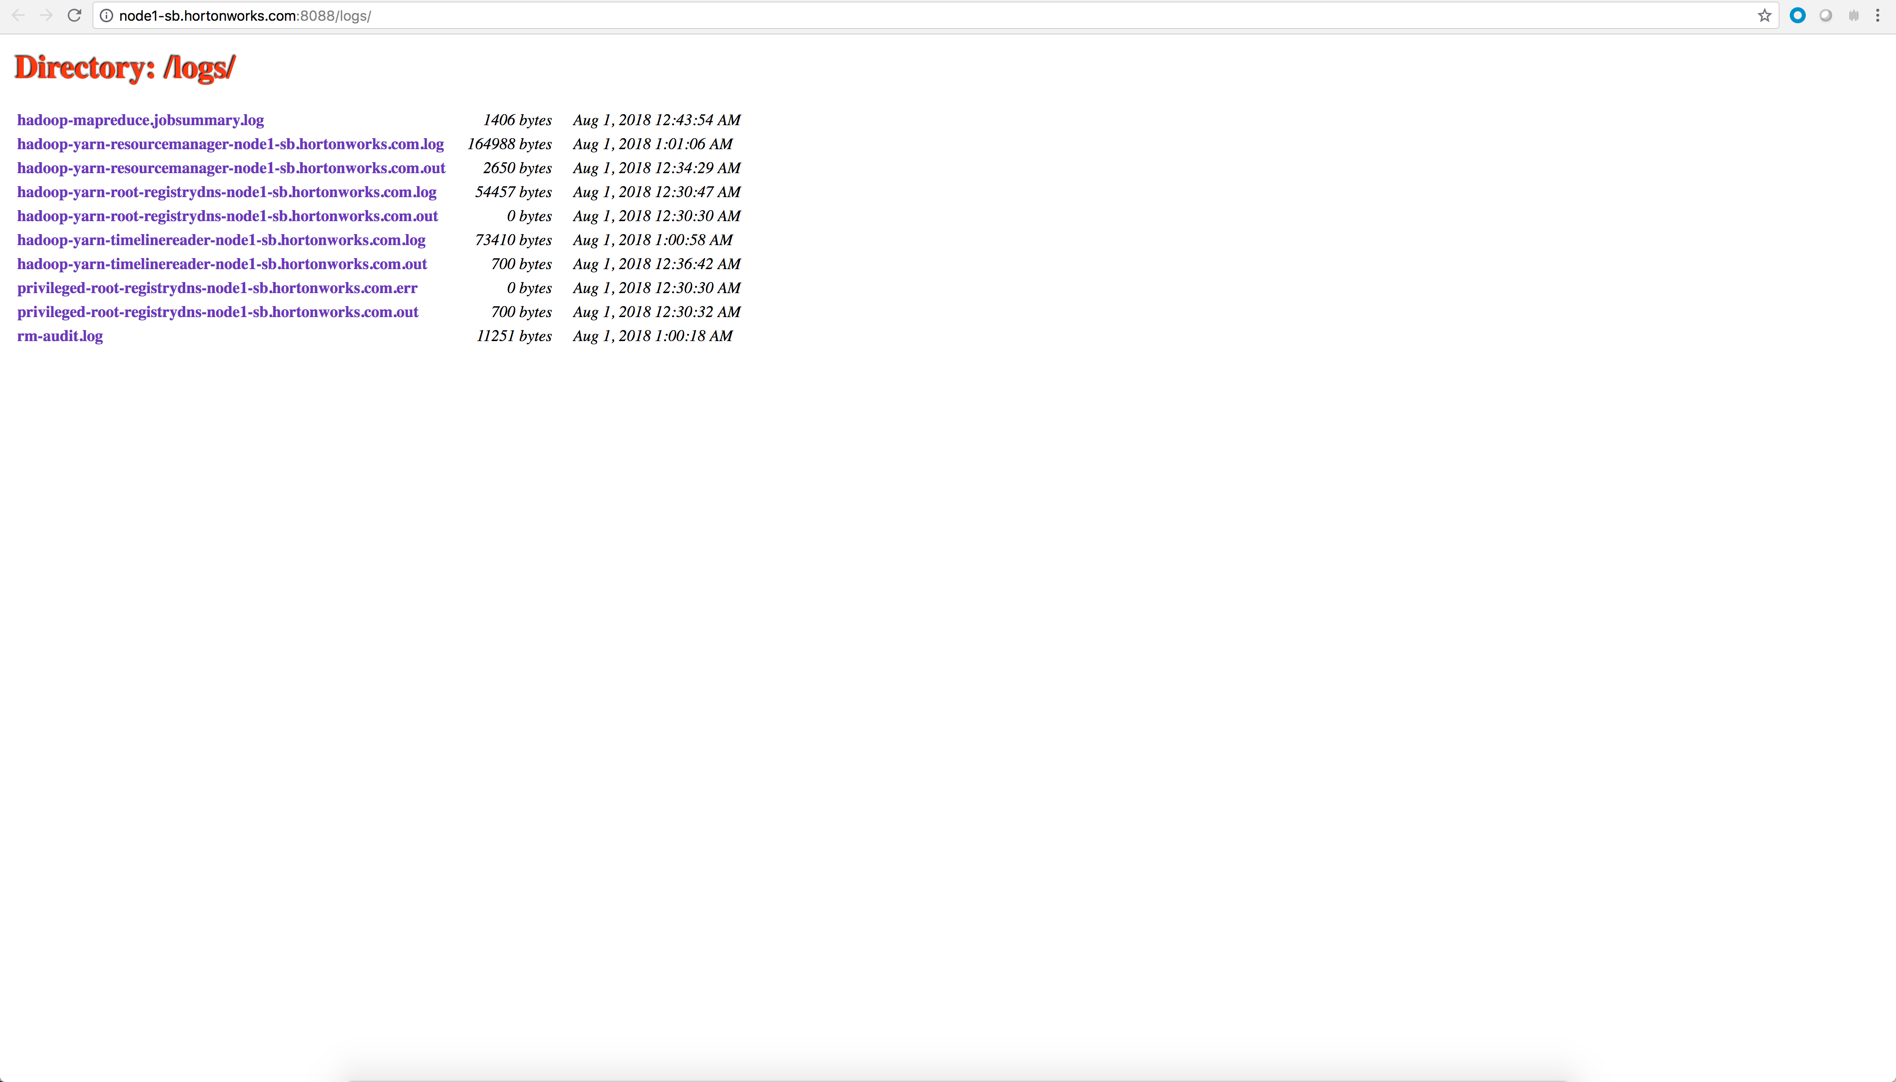 node1-sb.hortonworks.com:8088/logs/
Directory: /logs/
hadoop-mapreduce.jobsummary.log 1406 bytes Aug 1, 2018 12:43:54 AM
hadoop-yarn-resourcemanager-node1-sb.hortonworks.com.log 164988 bytes Aug 1, 2018 1:01:06 AM
hadoop-yarn-resourcemanager-node1-sb.hortonworks.com.out 2650 bytes Aug 1, 2018 12:34:29 AM
hadoop-yarn-root-registrydns-node1-sb.hortonworks.com.log 54457 bytes Aug 1, 2018 12:30:47 AM
hadoop-yarn-root-registrydns-node1-sb.hortonworks.com.out 0 bytes Aug 1, 2018 12:30:30 AM
hadoop-yarn-timelinereader-node1-sb.hortonworks.com.log 73410 bytes Aug 1, 2018 1:00:58 AM
hadoop-yarn-timelinereader-node1-sb.hortonworks.com.out 700 bytes Aug 1, 2018 12:36:42 AM
privileged-root-registrydns-node1-sb.hortonworks.com.err 0 bytes Aug 1, 2018 12:30:30 AM
privileged-root-registrydns-node1-sb.hortonworks.com.out 700 bytes Aug 1, 2018 12:30:32 AM
rm-audit.log 11251 bytes Aug 1, 2018 1:00:18 AM